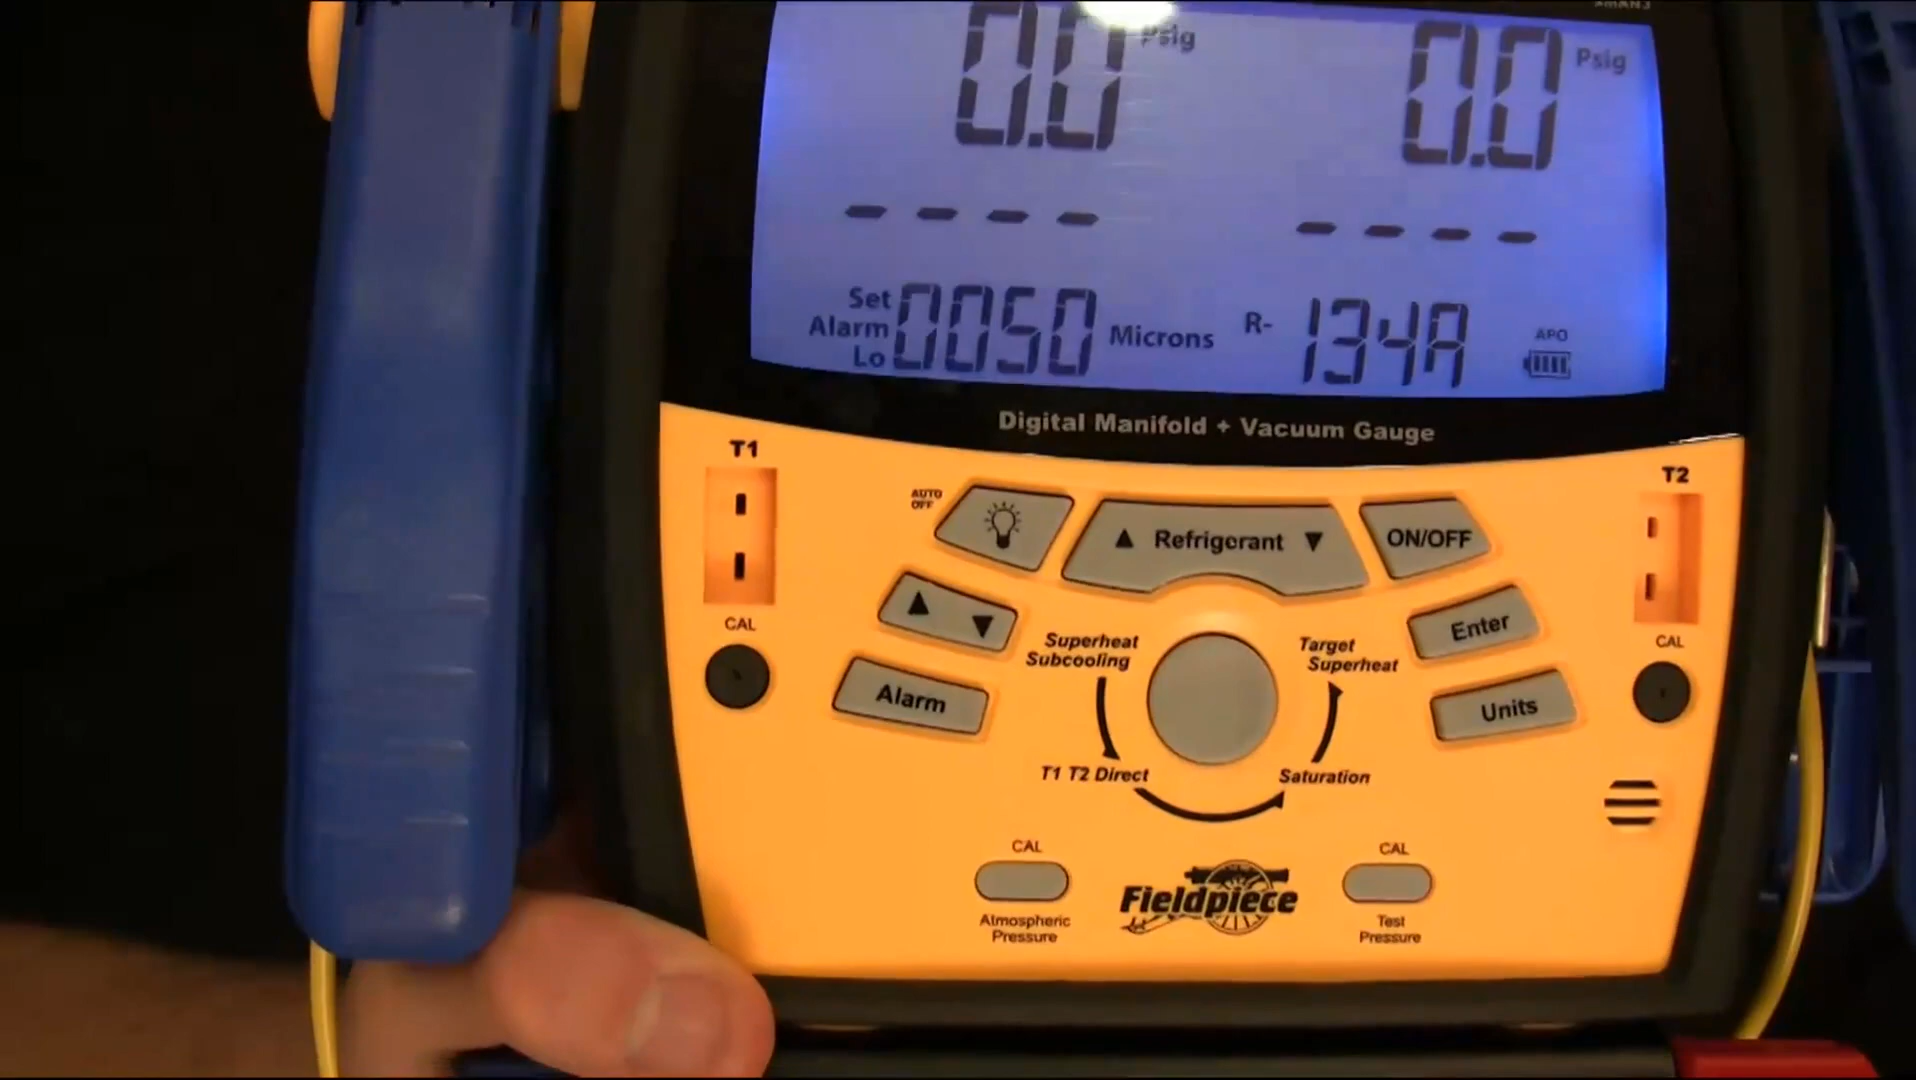 0.0 Psig
0.0 Psig
- - - -
- - - -
Set
Alarm
Lo
0050 Microns
R- 134A
APO
Digital Manifold + Vacuum Gauge
T1
T2
AUTO
OFF
▲ Refrigerant ▼
ON/OFF
▲ ▼
Enter
CAL
CAL
Superheat
Subcooling
Target
Superheat
Alarm
Units
T1 T2 Direct
Saturation
CAL
CAL
Fieldpiece
Atmospheric
Pressure
Test
Pressure